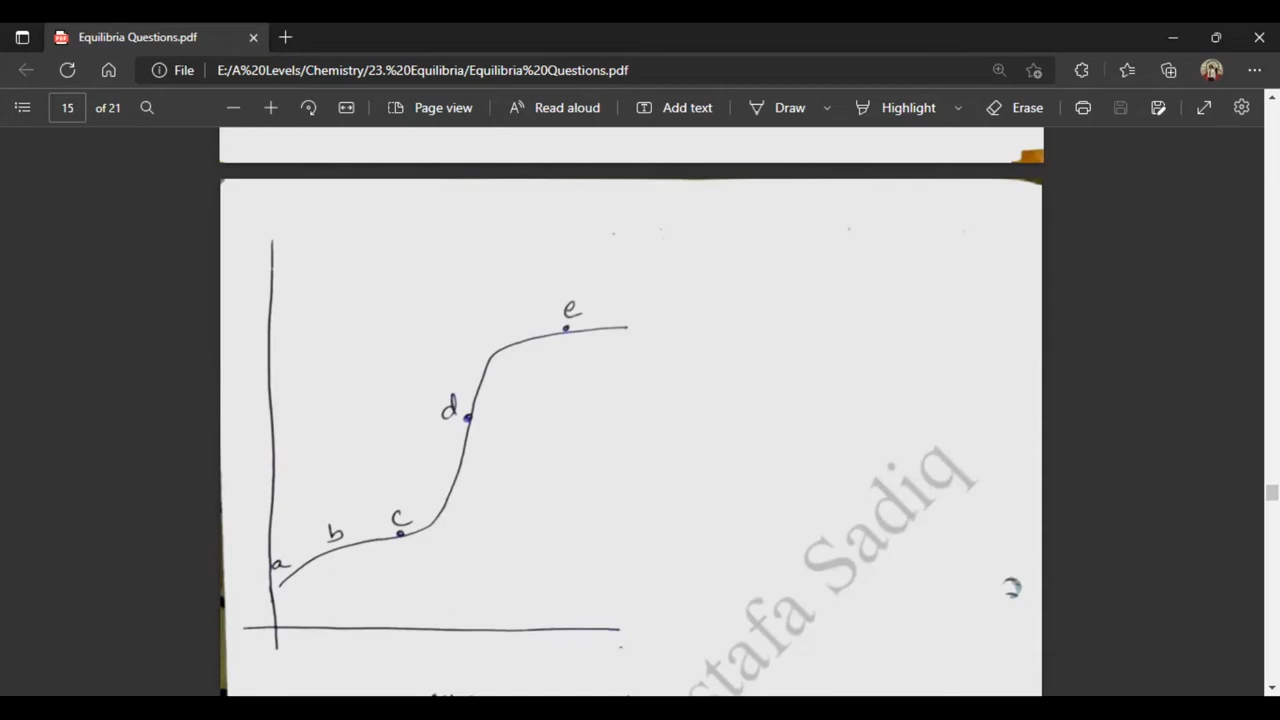 Equilibria Questions.pdf
File E:/A%20Levels/Chemistry/23.%20Equilibria/Equilibria%20Questions.pdf
15 of 21 Page view Read aloud Add text Draw Highlight Erase
e
d
c
b
a
stafa Sadiq